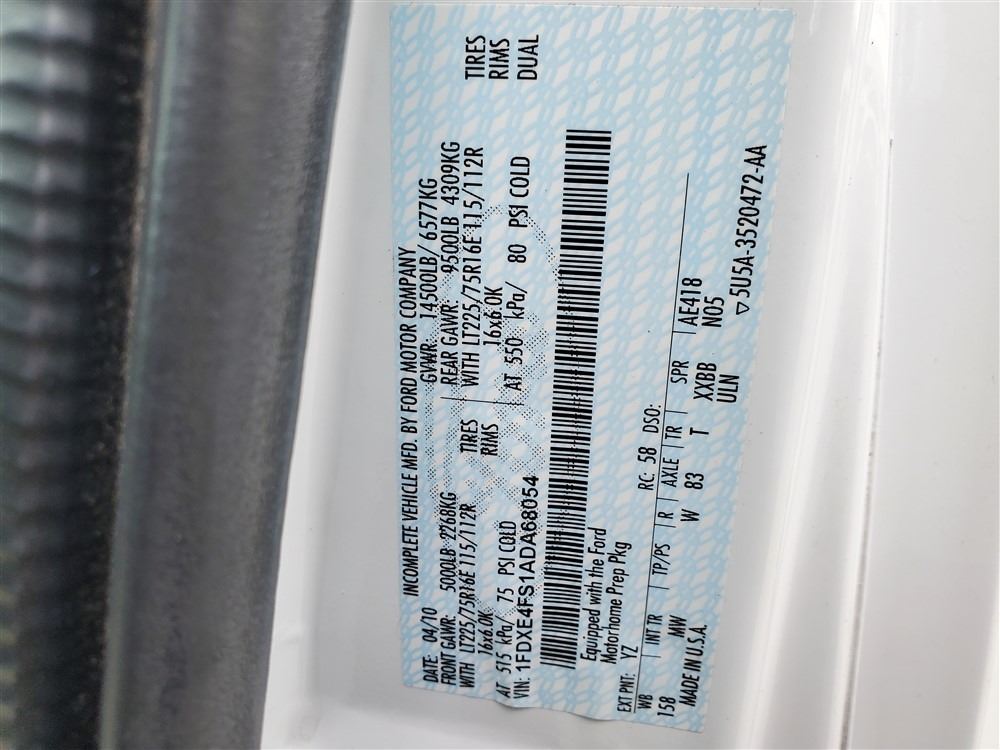 INCOMPLETE VEHICLE MFD. BY FORD MOTOR COMPANY
DATE: 04/10 GVWR: 14500LB/ 6577KG
FRONT GAWR: 5000LB 2268KG REAR GAWR: 9500LB 4309KG
WITH LT225/75R16E 115/112R TIRES WITH LT225/75R16E 115/112R TIRES
16x6.0K RIMS 16x6.0K RIMS
AT 515 kPa/ 75 PSI COLD AT 550 kPa/ 80 PSI COLD DUAL
VIN: 1FDXE4FS1ADA68054
Equipped with the Ford
Motorhome Prep Pkg
EXT PNT: YZ RC: 58 DSO:
WB INT TR TP/PS R AXLE TR SPR
158 MW W 83 T XXBB AE418
MADE IN U.S.A. ULN N05
▽5U5A-3520472-AA